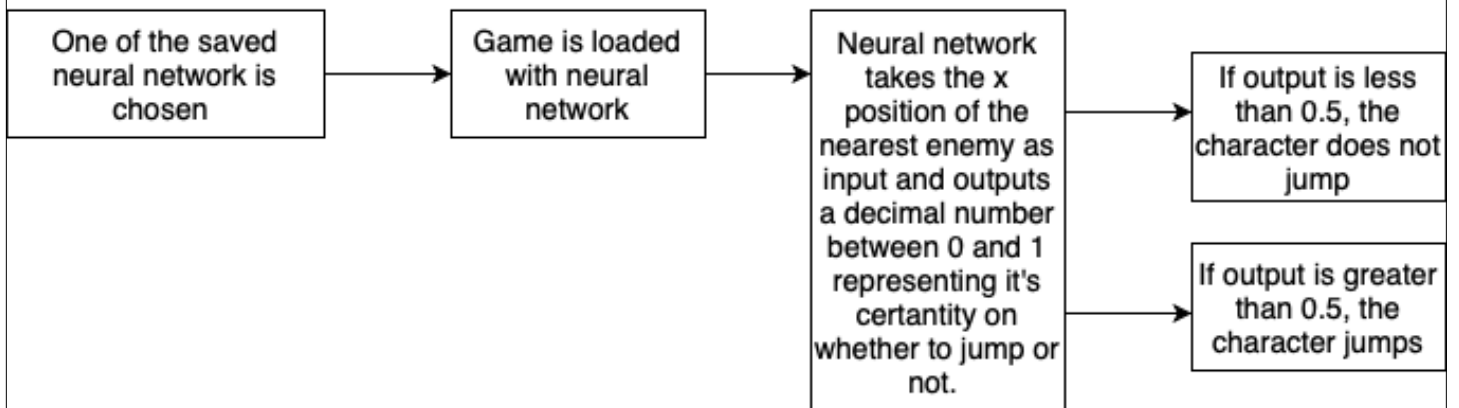 One of the saved
neural network is
chosen
Game is loaded
with neural
network
Neural network
takes the x
position of the
nearest enemy as
input and outputs
a decimal number
between 0 and 1
representing it's
certantity on
whether to jump or
not.
If output is less
than 0.5, the
character does not
jump
If output is greater
than 0.5, the
character jumps